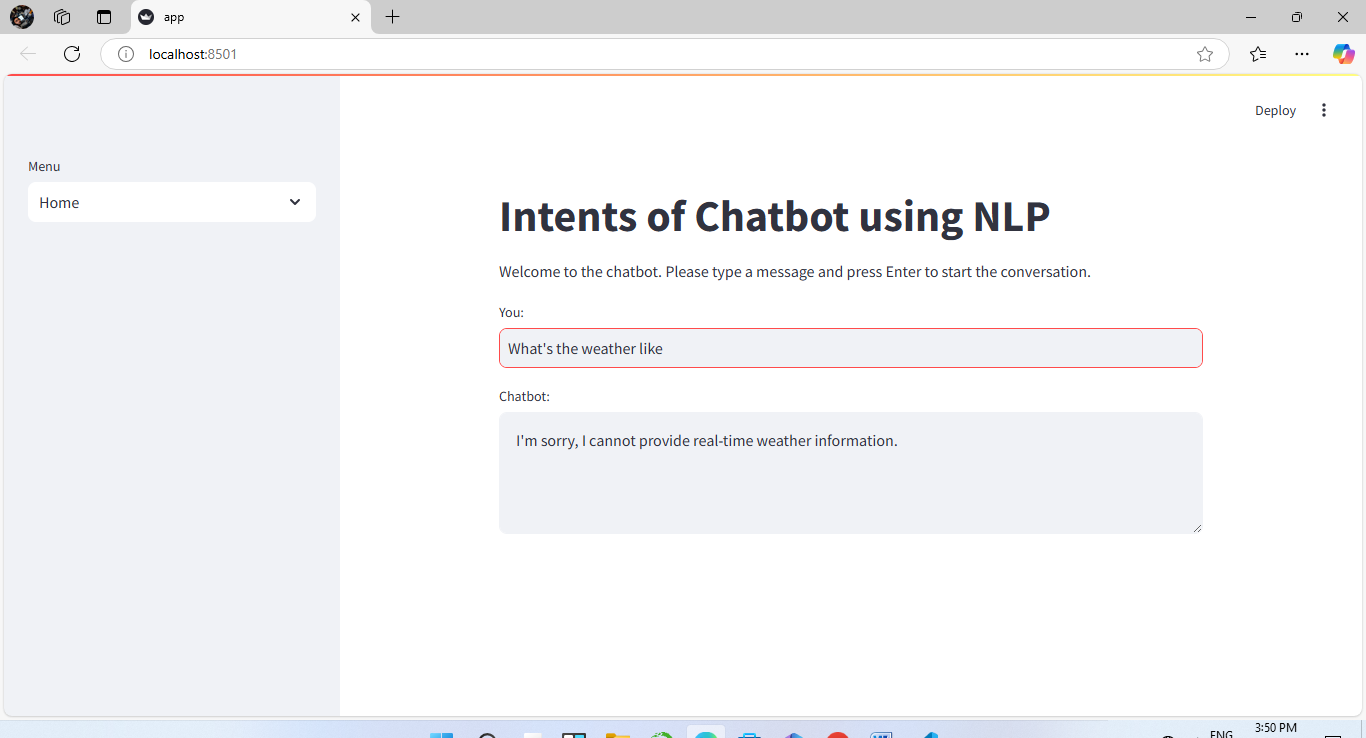 app
localhost:8501
Deploy
Menu
Home
Intents of Chatbot using NLP
Welcome to the chatbot. Please type a message and press Enter to start the conversation.
You:
What's the weather like
Chatbot:
I'm sorry, I cannot provide real-time weather information.
3:50 PM
ENG